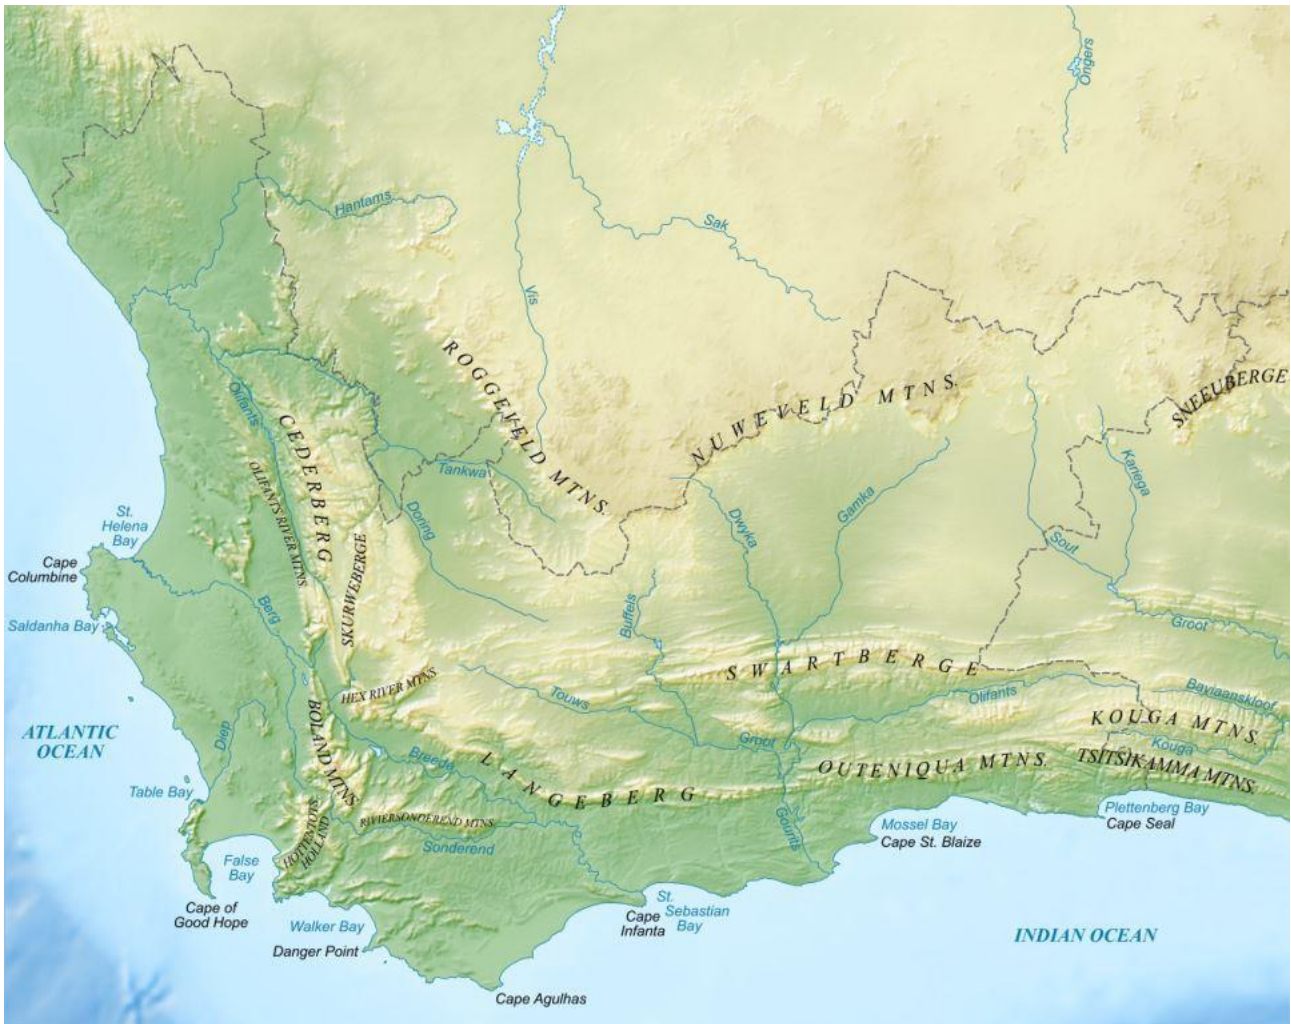 Ongers
Hantams
Sak
Vis
ROGGEVELD MTNS.
NUWEVELD MTNS.
SNEEUBERGE
Olifants
CEDERBERG
OLIFANTS RIVER MTNS.
Tankwa
Doring
Dwyka
Gamka
Kariega
Sout
St.
Helena
Bay
Cape
Columbine
SKURWEBERGE
Saldanha Bay
Berg
Buffels
Groot
SWARTBERGE
HEX RIVER MTNS
Touws
Olifants
Baviaanskloof
ATLANTIC
OCEAN
Diep
BOLAND MTNS
Breede
LANGEBERG
Groot
OUTENIQUA MTNS.
KOUGA MTNS.
Kouga
TSITSIKAMMA MTNS.
Table Bay
RIVIERSONDEREND MTNS.
Sonderend
HOTTENTOTS
HOLLAND
Gourits
Mossel Bay
Cape St. Blaize
Plettenberg Bay
Cape Seal
False
Bay
Cape of
Good Hope
Walker Bay
Danger Point
St.
Sebastian
Bay
Cape
Infanta
INDIAN OCEAN
Cape Agulhas